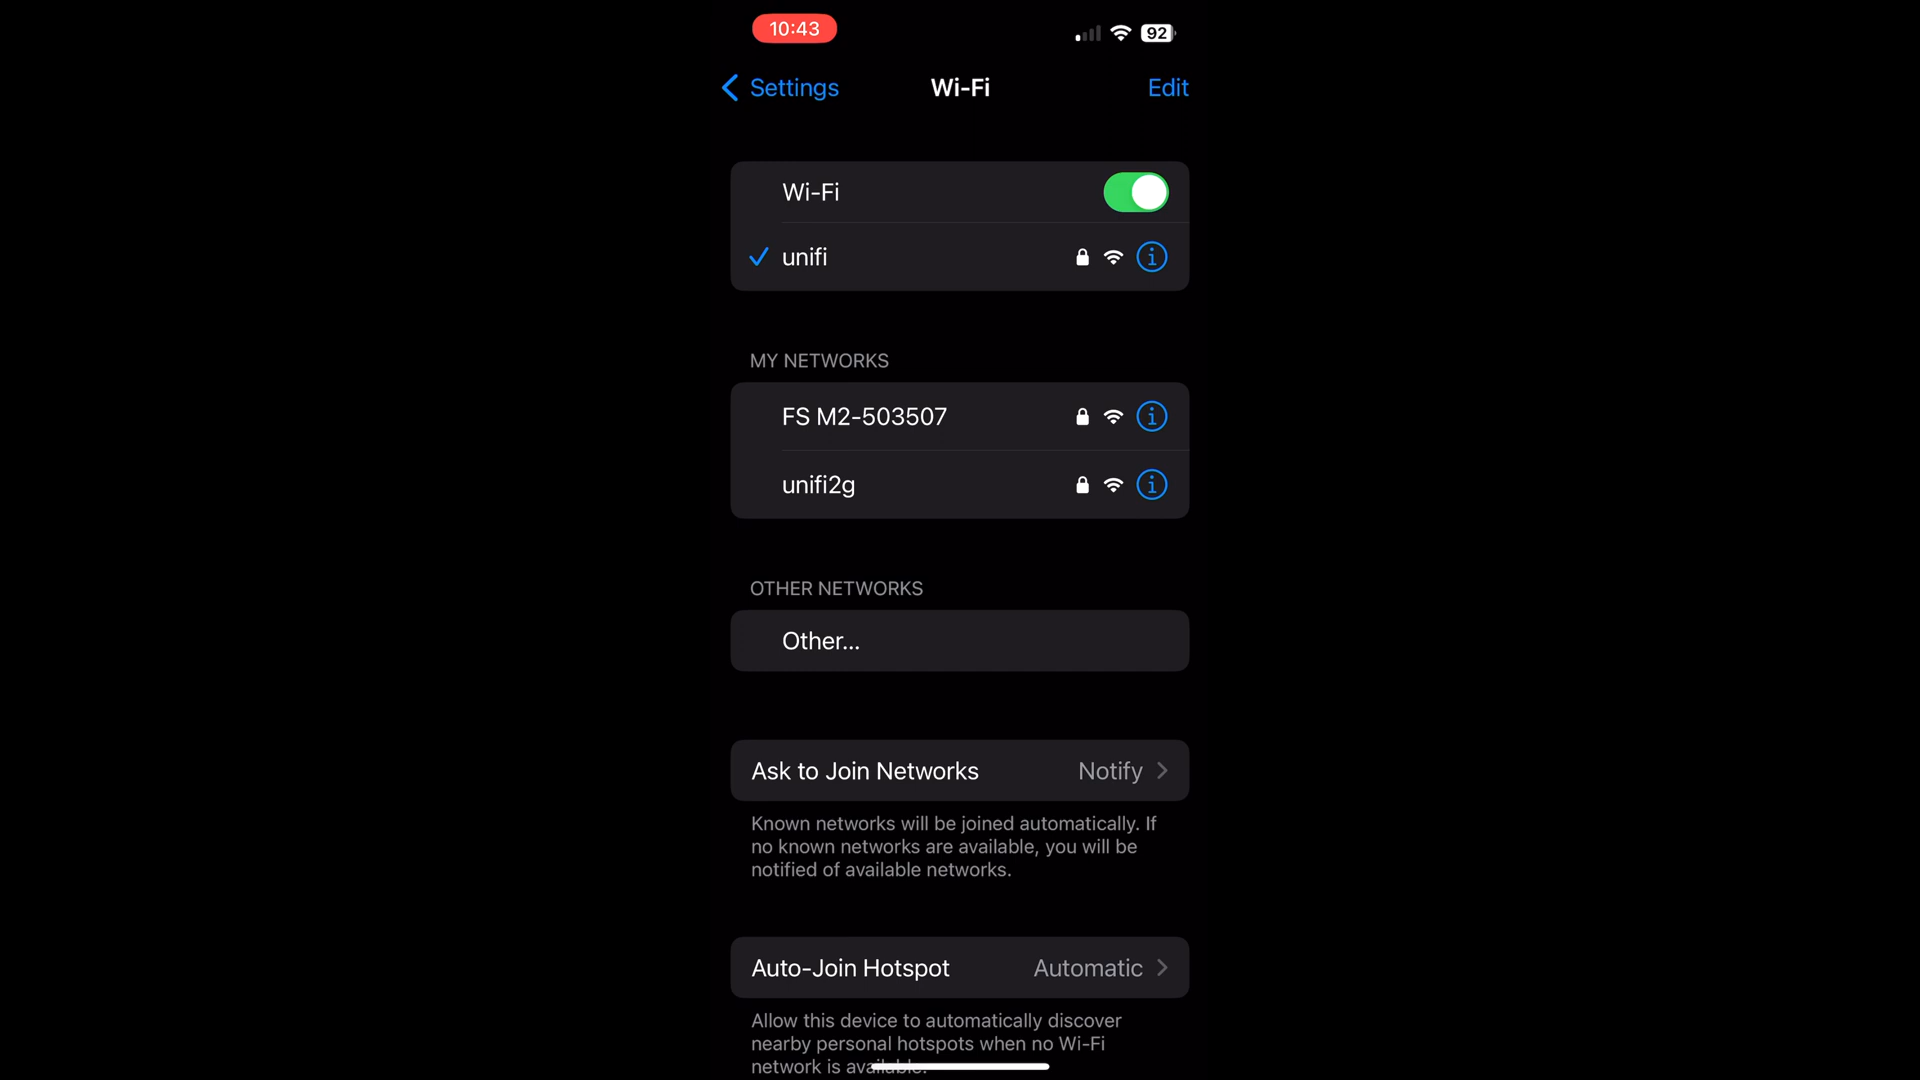 10:43
92
Settings
Wi-Fi
Edit
Wi-Fi
unifi
MY NETWORKS
FS M2-503507
unifi2g
OTHER NETWORKS
Other...
Ask to Join Networks
Notify
Known networks will be joined automatically. If
no known networks are available, you will be
notified of available networks.
Auto-Join Hotspot
Automatic
Allow this device to automatically discover
nearby personal hotspots when no Wi-Fi
network is available.